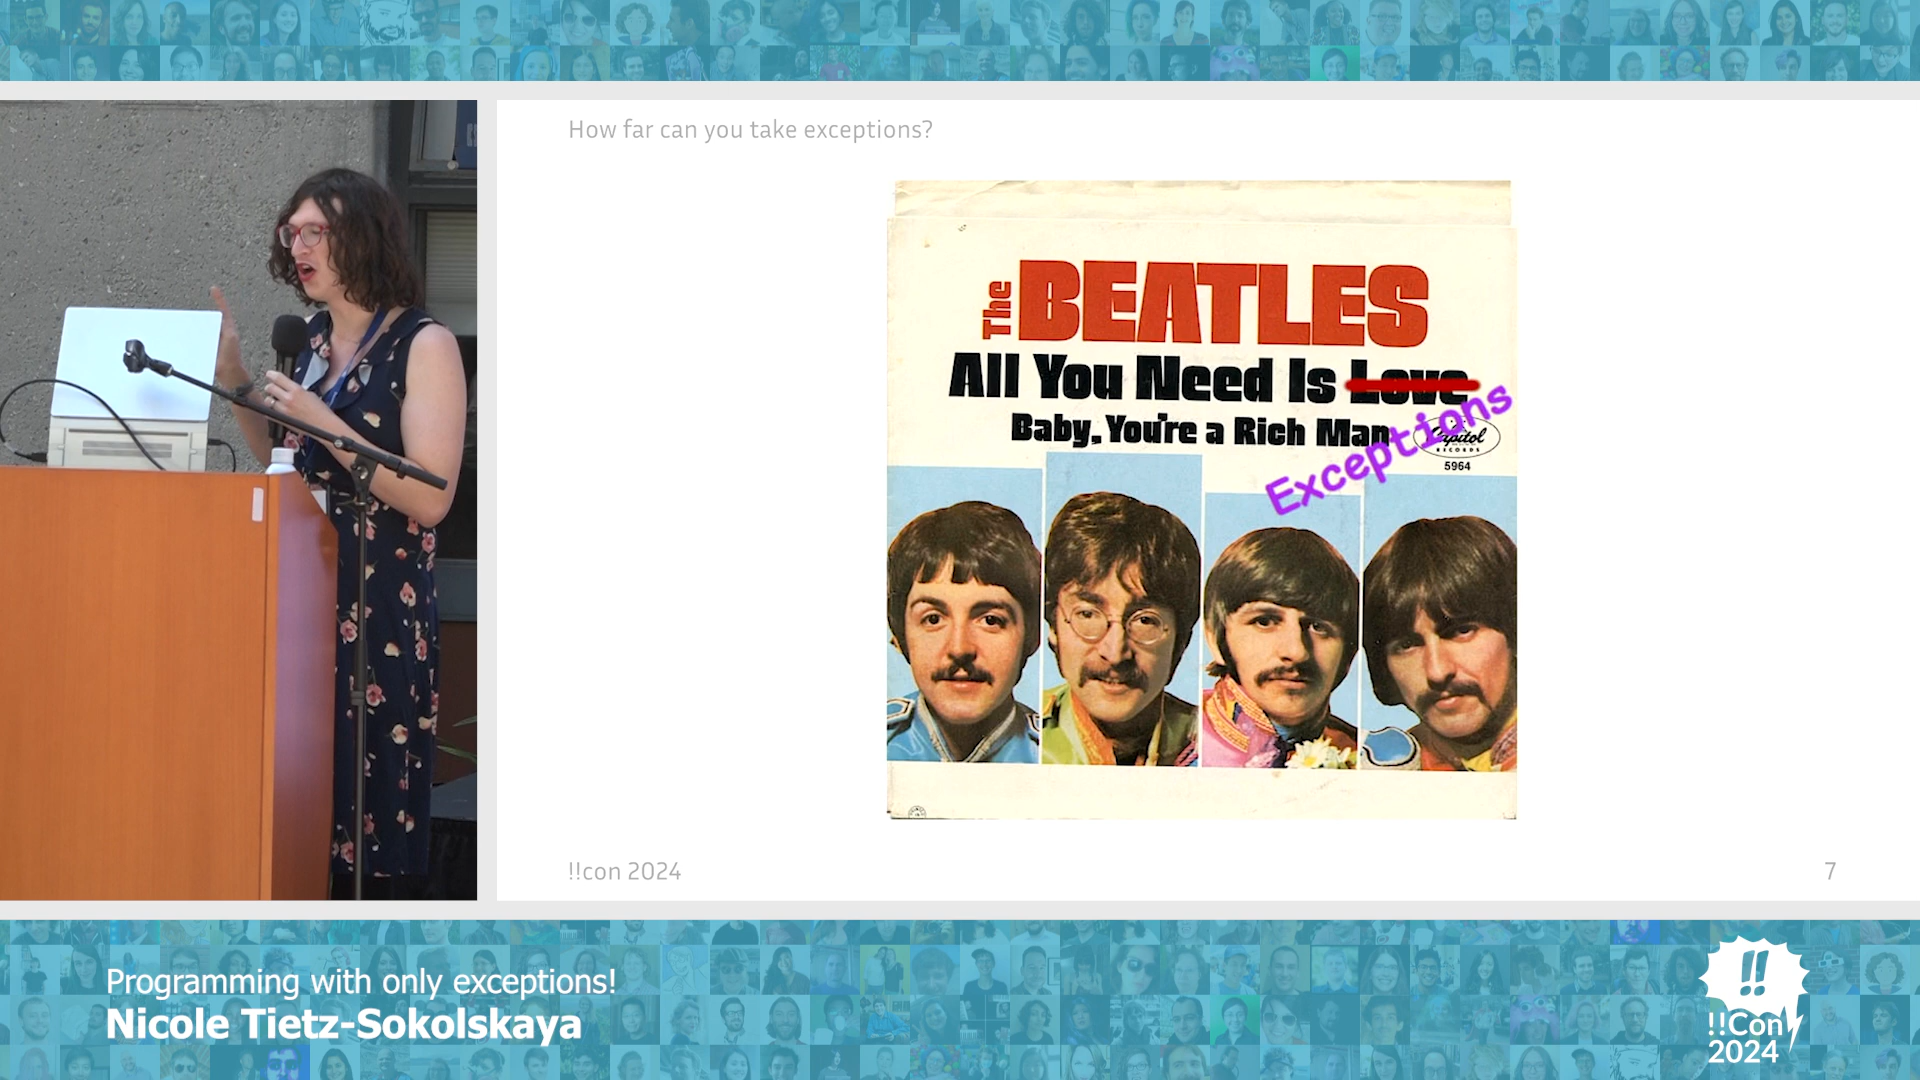 How far can you take exceptions?
The BEATLES
All You Need Is Love
Exceptions
Baby, You're a Rich Man
Capitol
RECORDS
5964
!!con 2024
7
Programming with only exceptions!
Nicole Tietz-Sokolskaya
!!
!!Con
2024